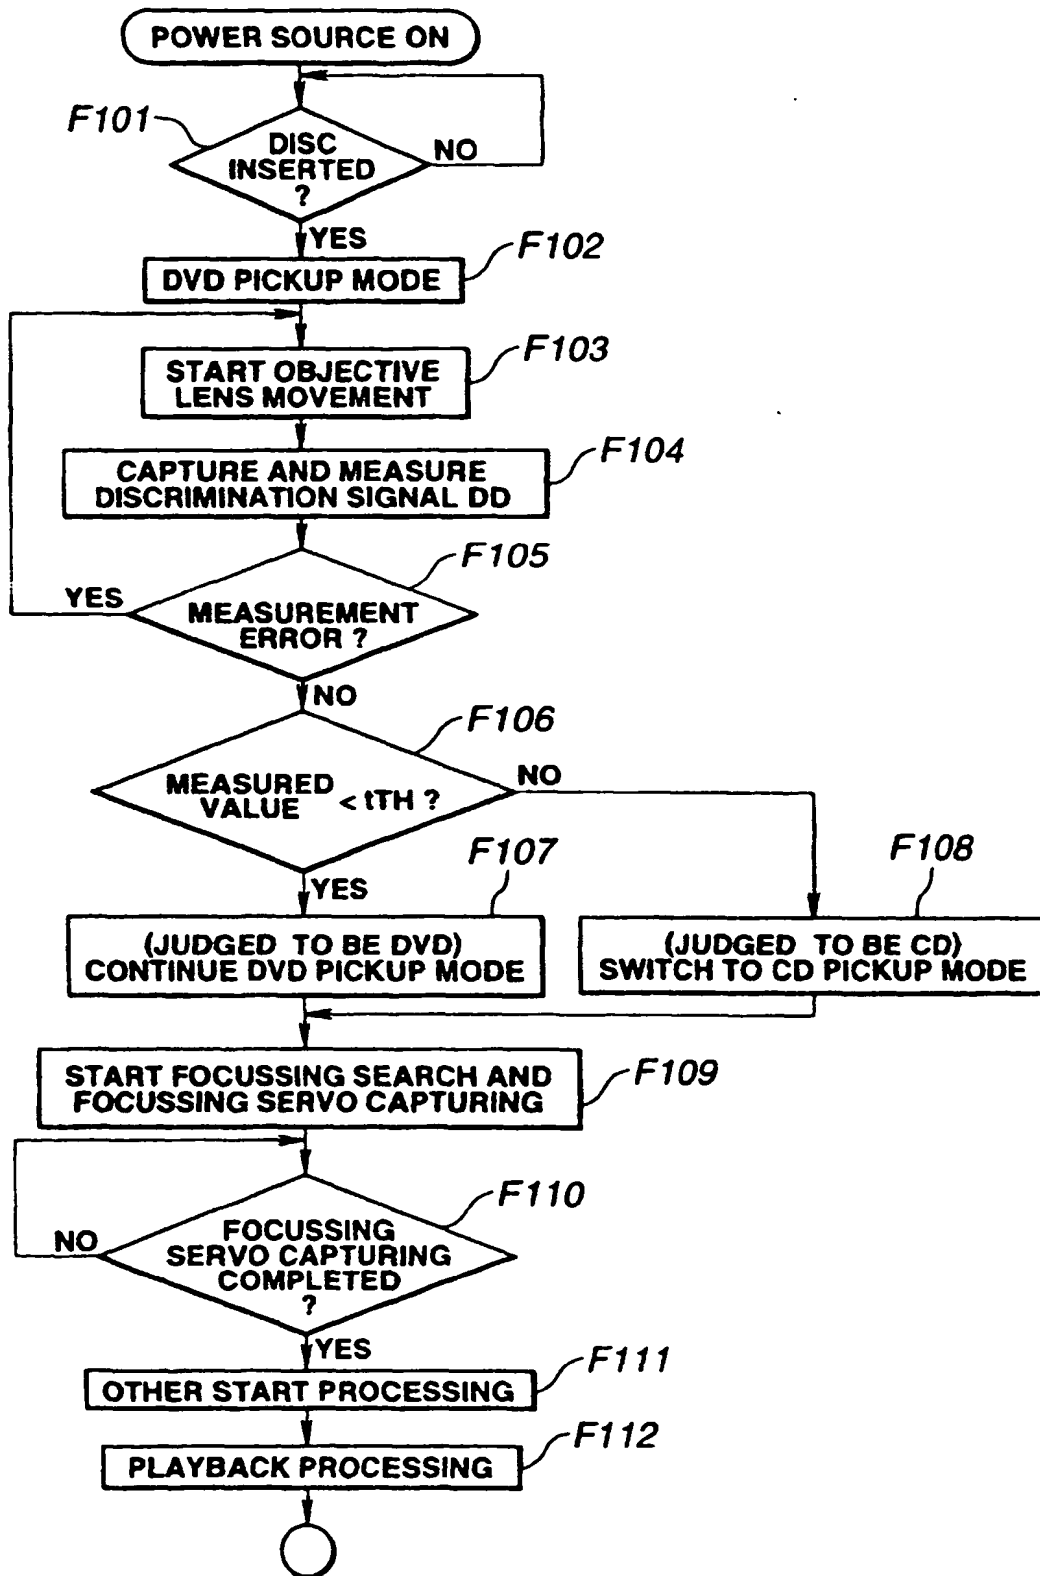 POWER SOURCE ON
F101
DISC
INSERTED
?
NO
YES
F102
DVD PICKUP MODE
F103
START OBJECTIVE
LENS MOVEMENT
F104
CAPTURE AND MEASURE
DISCRIMINATION SIGNAL DD
F105
YES
MEASUREMENT
ERROR ?
NO
F106
MEASURED
VALUE < tTH ?
NO
F107
YES
F108
(JUDGED TO BE DVD)
CONTINUE DVD PICKUP MODE
(JUDGED TO BE CD)
SWITCH TO CD PICKUP MODE
START FOCUSSING SEARCH AND
FOCUSSING SERVO CAPTURING
F109
F110
NO
FOCUSSING
SERVO CAPTURING
COMPLETED
?
YES
F111
OTHER START PROCESSING
F112
PLAYBACK PROCESSING